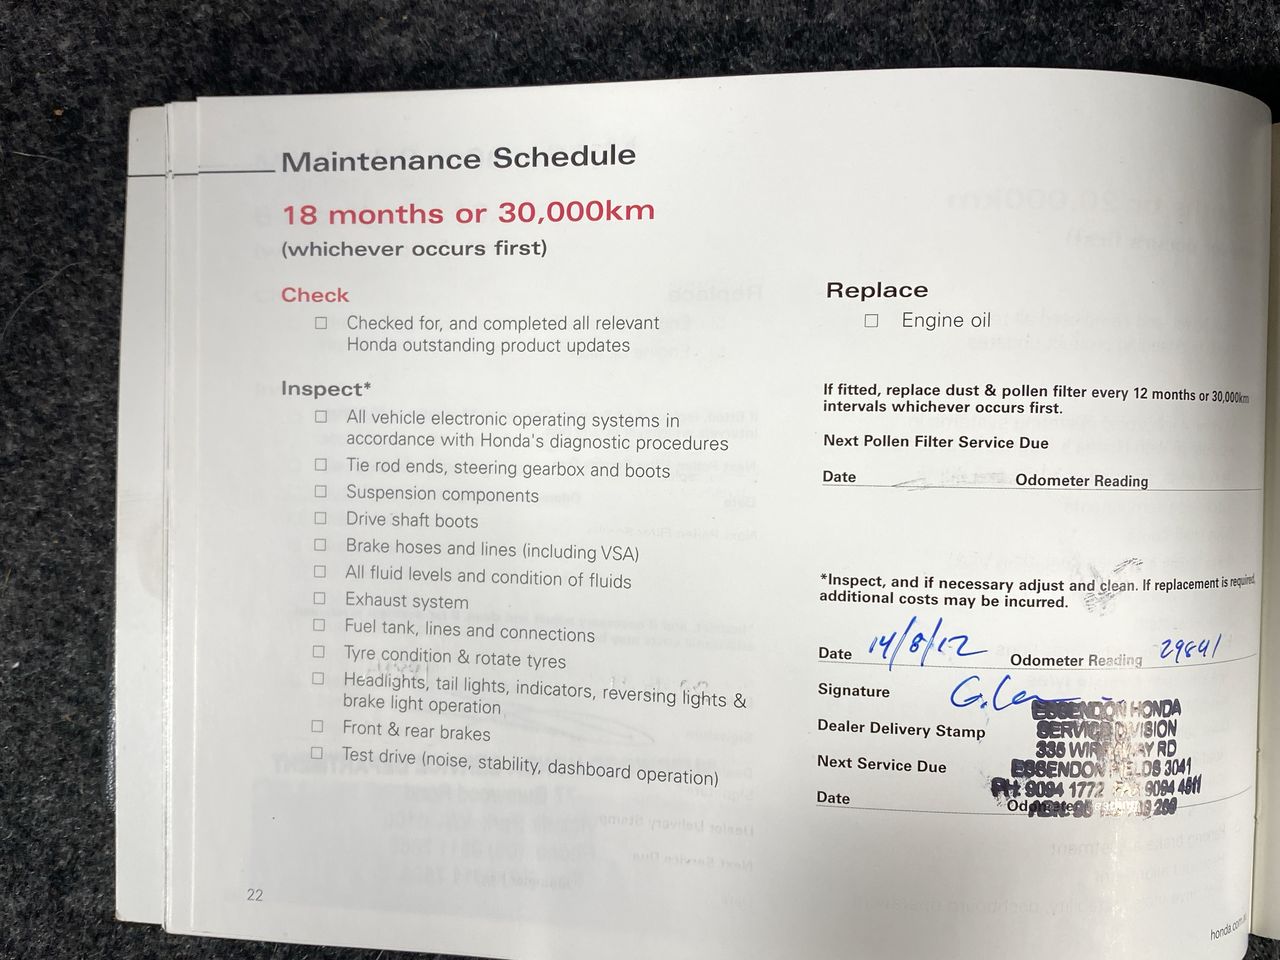 Maintenance Schedule
18 months or 30,000km
(whichever occurs first)
Check
Checked for, and completed all relevant
Honda outstanding product updates
Inspect*
All vehicle electronic operating systems in
accordance with Honda's diagnostic procedures
Tie rod ends, steering gearbox and boots
Suspension components
Drive shaft boots
Brake hoses and lines (including VSA)
All fluid levels and condition of fluids
Exhaust system
Fuel tank, lines and connections
Tyre condition & rotate tyres
Headlights, tail lights, indicators, reversing lights &
brake light operation
Front & rear brakes
Test drive (noise, stability, dashboard operation)
22
Replace
Engine oil
If fitted, replace dust & pollen filter every 12 months or 30,000km
intervals whichever occurs first.
Next Pollen Filter Service Due
Date Odometer Reading
*Inspect, and if necessary adjust and clean. If replacement is required,
additional costs may be incurred.
Date 14/8/12 Odometer Reading 29841
Signature
Dealer Delivery Stamp
Next Service Due
Date
ESSENDON HONDA
SERVICE DIVISION
RD
ESSENDON FIELDS 3041
PH: 9094 1772 9094 4511